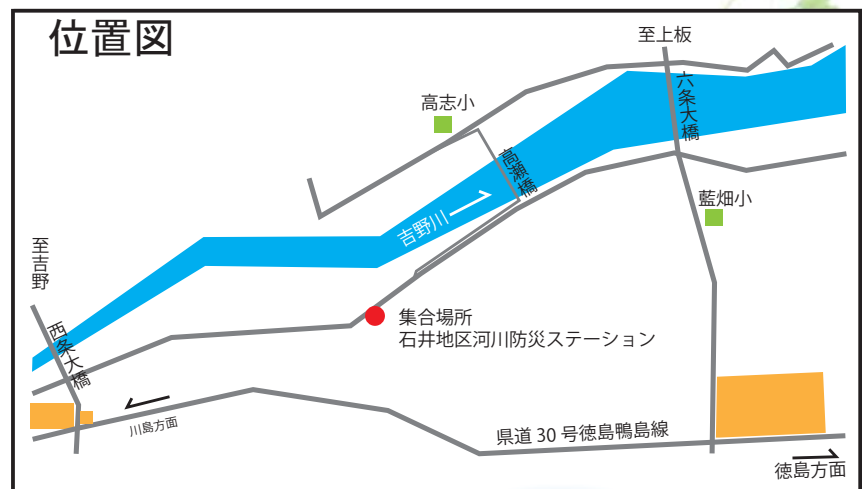 位置図
至上板
六条大橋
高志小
高瀬橋
藍畑小
吉野川
至吉野
西条大橋
集合場所
石井地区河川防災ステーション
川島方面
県道 30 号徳島鴨島線
徳島方面